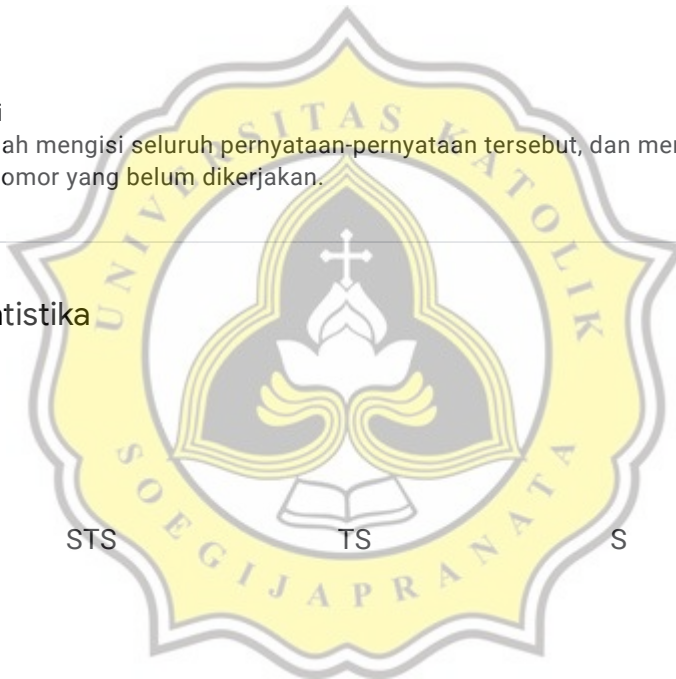 i
ah mengisi seluruh pernyataan-pernyataan tersebut, dan mer
omor yang belum dikerjakan.
tistika
STS TS S
UNIVERSITAS KATOLIK
SOEGIJAPRANATA